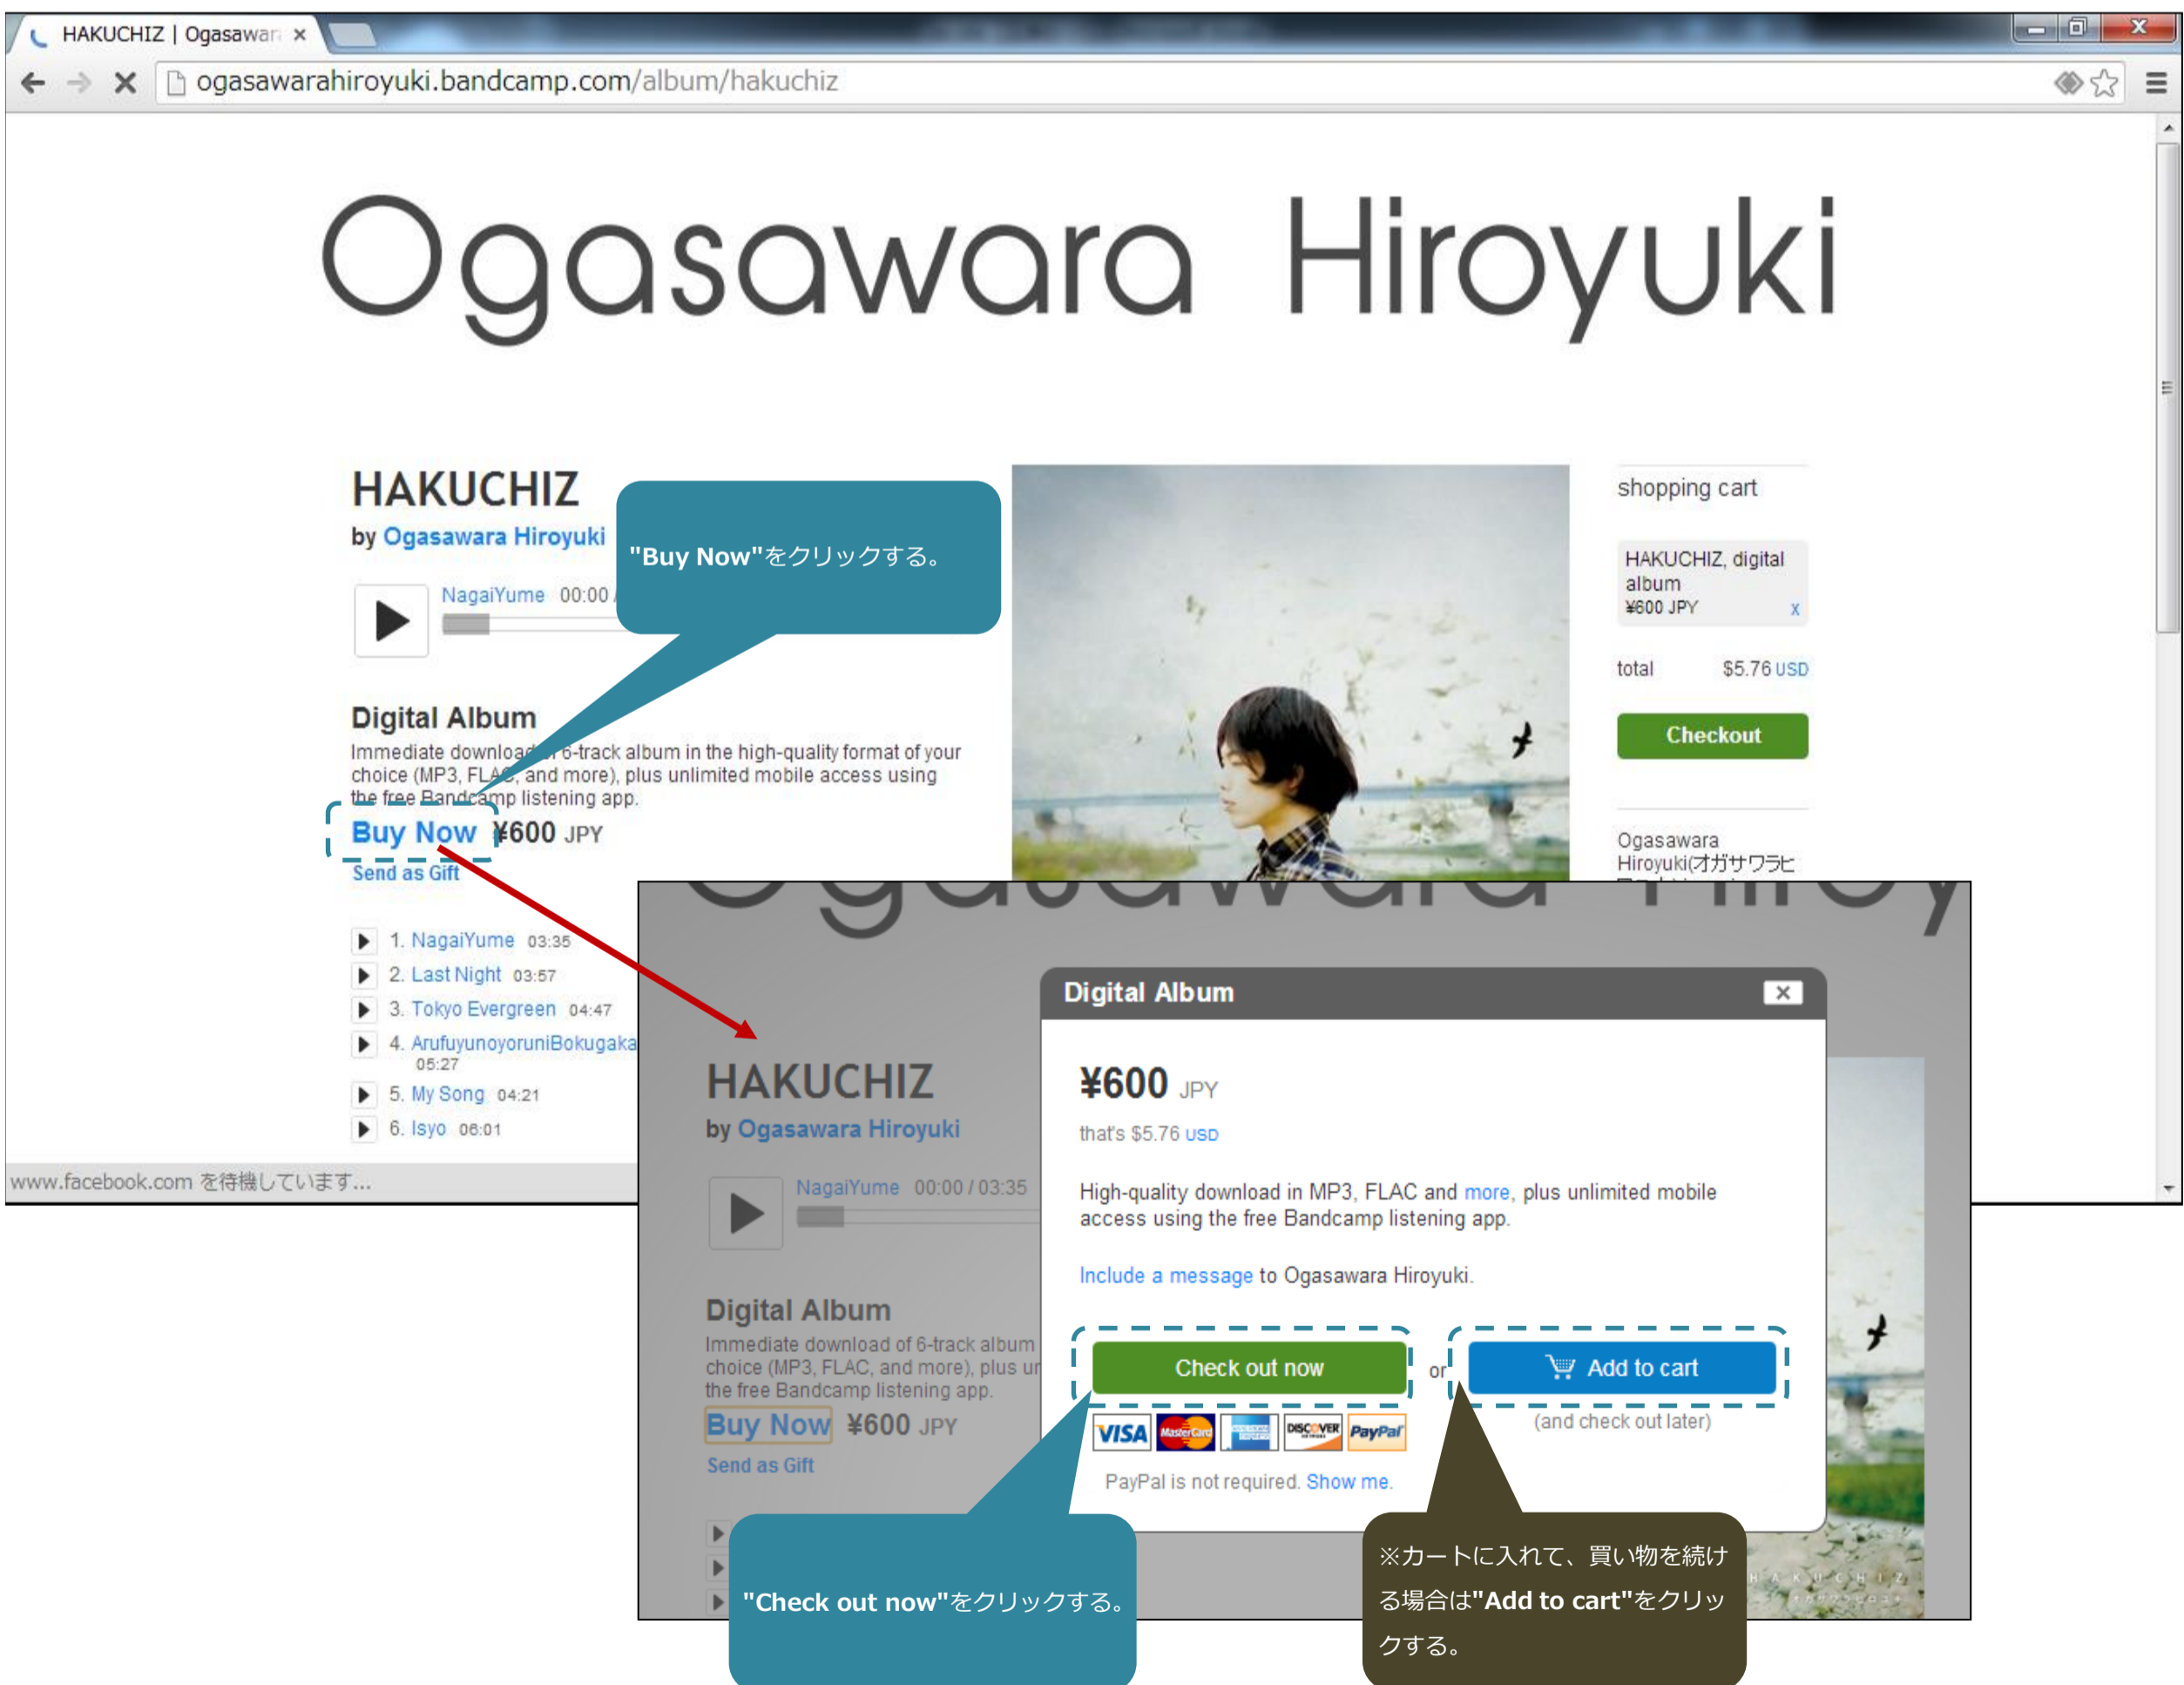 HAKUCHIZ | Ogasawar
ogasawarahiroyuki.bandcamp.com/album/hakuchiz
Ogasawara Hiroyuki
HAKUCHIZ
by Ogasawara Hiroyuki
"Buy Now"をクリックする。
NagaiYume 00:00 /
Digital Album
Immediate download of 6-track album in the high-quality format of your
choice (MP3, FLAC, and more), plus unlimited mobile access using
the free Bandcamp listening app.
Buy Now ¥600 JPY
Send as Gift
1. NagaiYume 03:35
2. Last Night 03:57
3. Tokyo Evergreen 04:47
4. ArufuyunoyoruniBokugaka
05:27
5. My Song 04:21
6. Isyo 06:01
shopping cart
HAKUCHIZ, digital
album
¥600 JPY x
total $5.76 USD
Checkout
Ogasawara
Hiroyuki(オガサワラヒ
www.facebook.com を待機しています...
Ogasawara Hiroy
HAKUCHIZ
by Ogasawara Hiroyuki
NagaiYume 00:00 / 03:35
Digital Album
Immediate download of 6-track album
choice (MP3, FLAC, and more), plus ur
the free Bandcamp listening app.
Buy Now ¥600 JPY
Send as Gift
Digital Album
¥600 JPY
that's $5.76 USD
High-quality download in MP3, FLAC and more, plus unlimited mobile
access using the free Bandcamp listening app.
Include a message to Ogasawara Hiroyuki.
Check out now or Add to cart
(and check out later)
VISA MasterCard DISCOVER PayPal
PayPal is not required. Show me.
"Check out now"をクリックする。
※カートに入れて、買い物を続け
る場合は"Add to cart"をクリッ
クする。
HAKUCHIZ